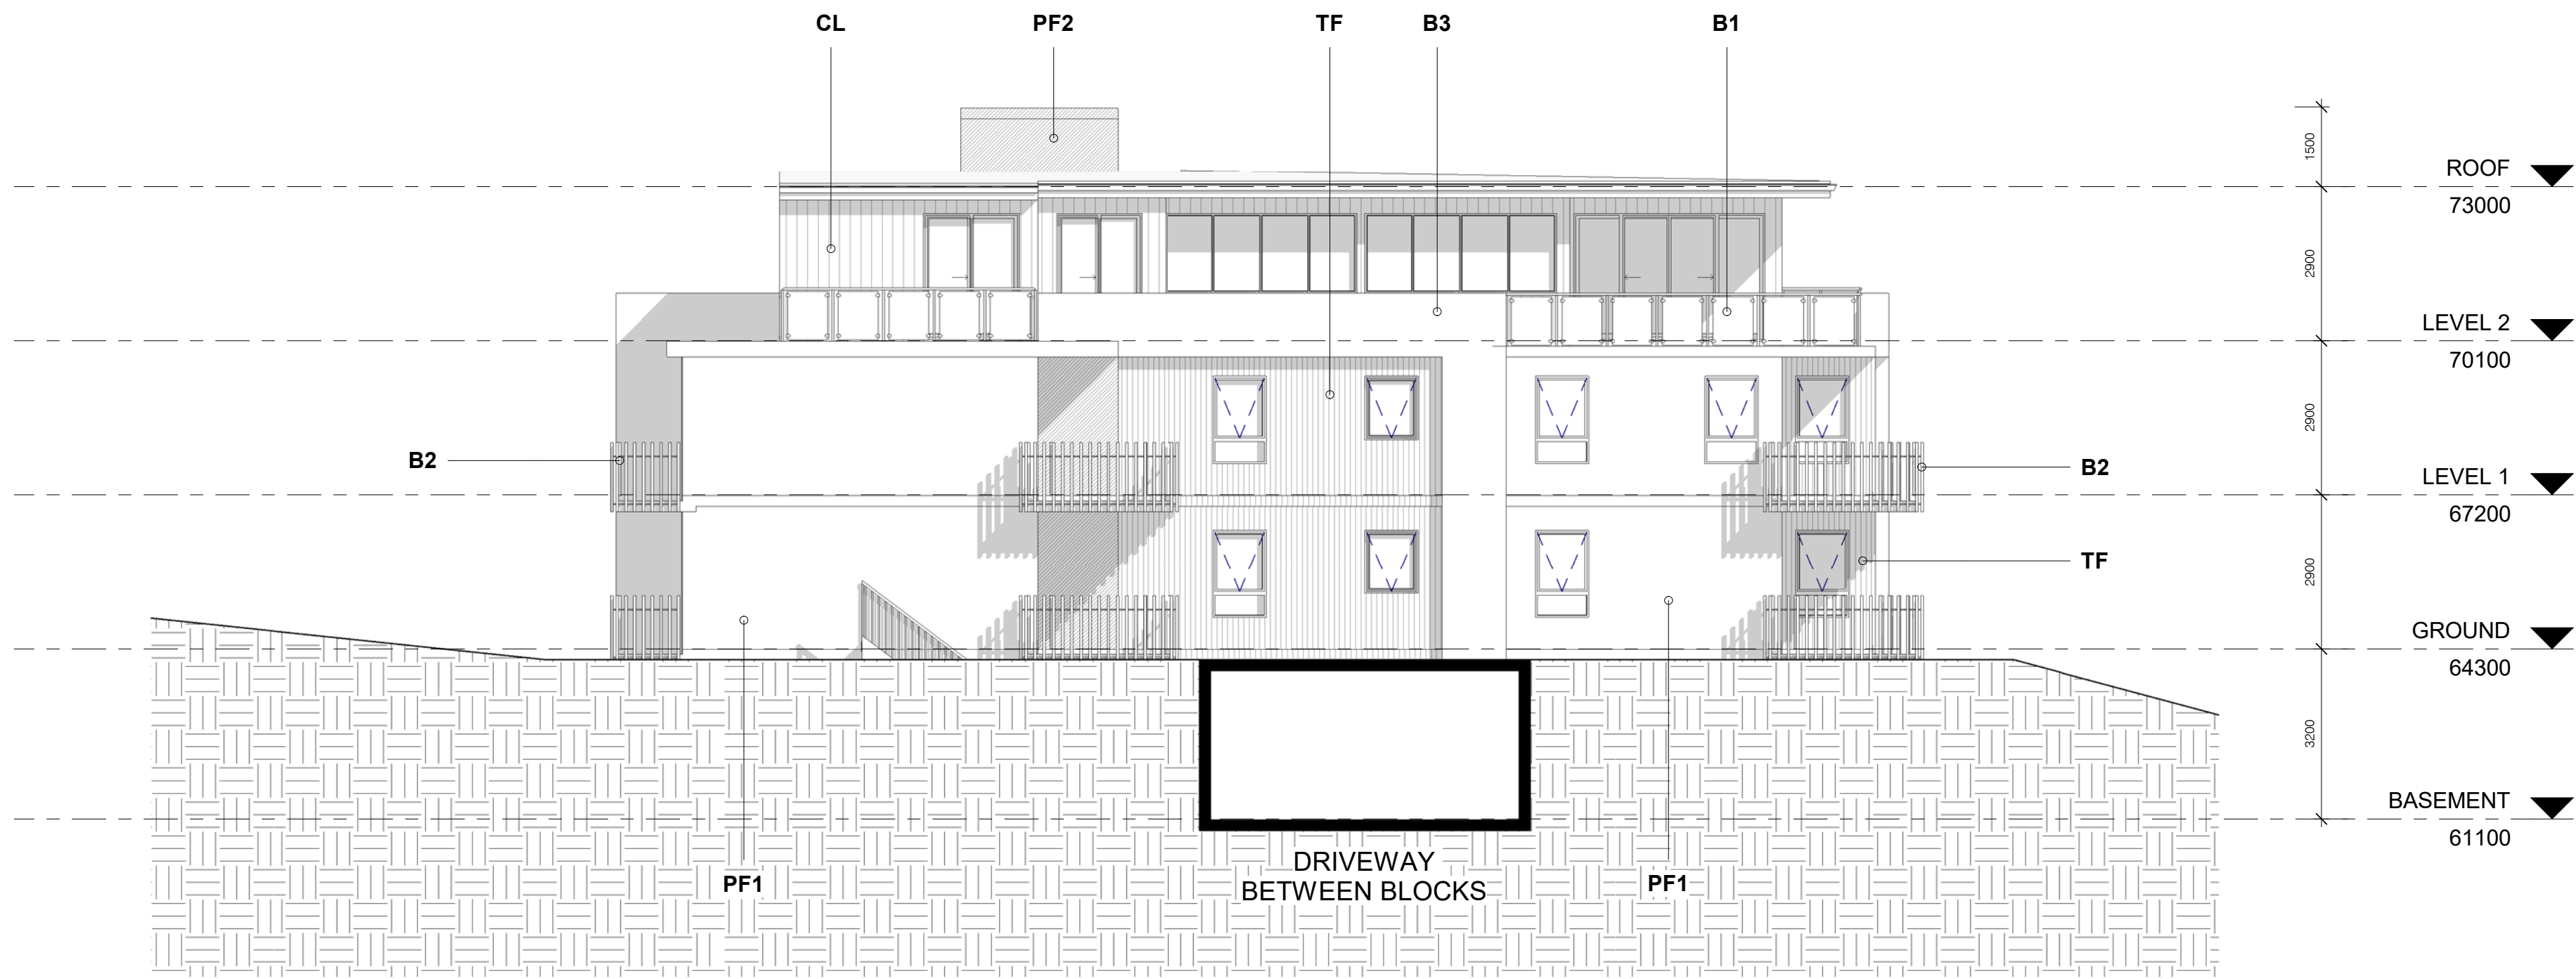 CL
PF2
TF
B3
B1
1500
ROOF
73000
2900
LEVEL 2
70100
2900
B2
B2
LEVEL 1
67200
2900
TF
GROUND
64300
3200
BASEMENT
61100
DRIVEWAY
BETWEEN BLOCKS
PF1
PF1